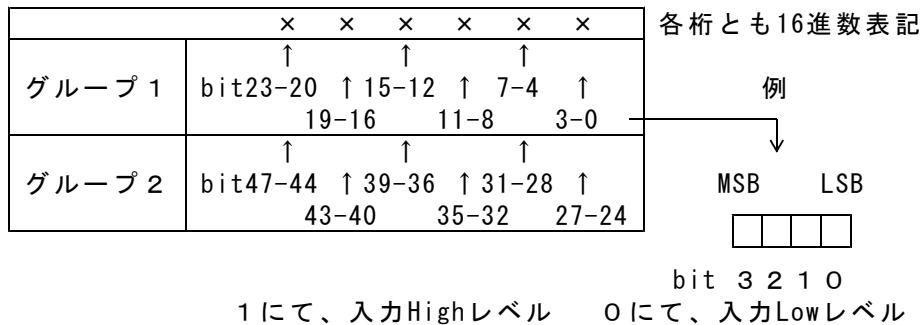 × × × × × × 各桁とも16進数表記
↑ ↑ ↑
グループ１ bit23-20 ↑ 15-12 ↑ 7-4 ↑ 例
19-16 11-8 3-0
↑ ↑ ↑
グループ２ bit47-44 ↑ 39-36 ↑ 31-28 ↑ MSB LSB
43-40 35-32 27-24
bit ３ ２ １ ０
１にて、入力Highレベル ０にて、入力Lowレベル